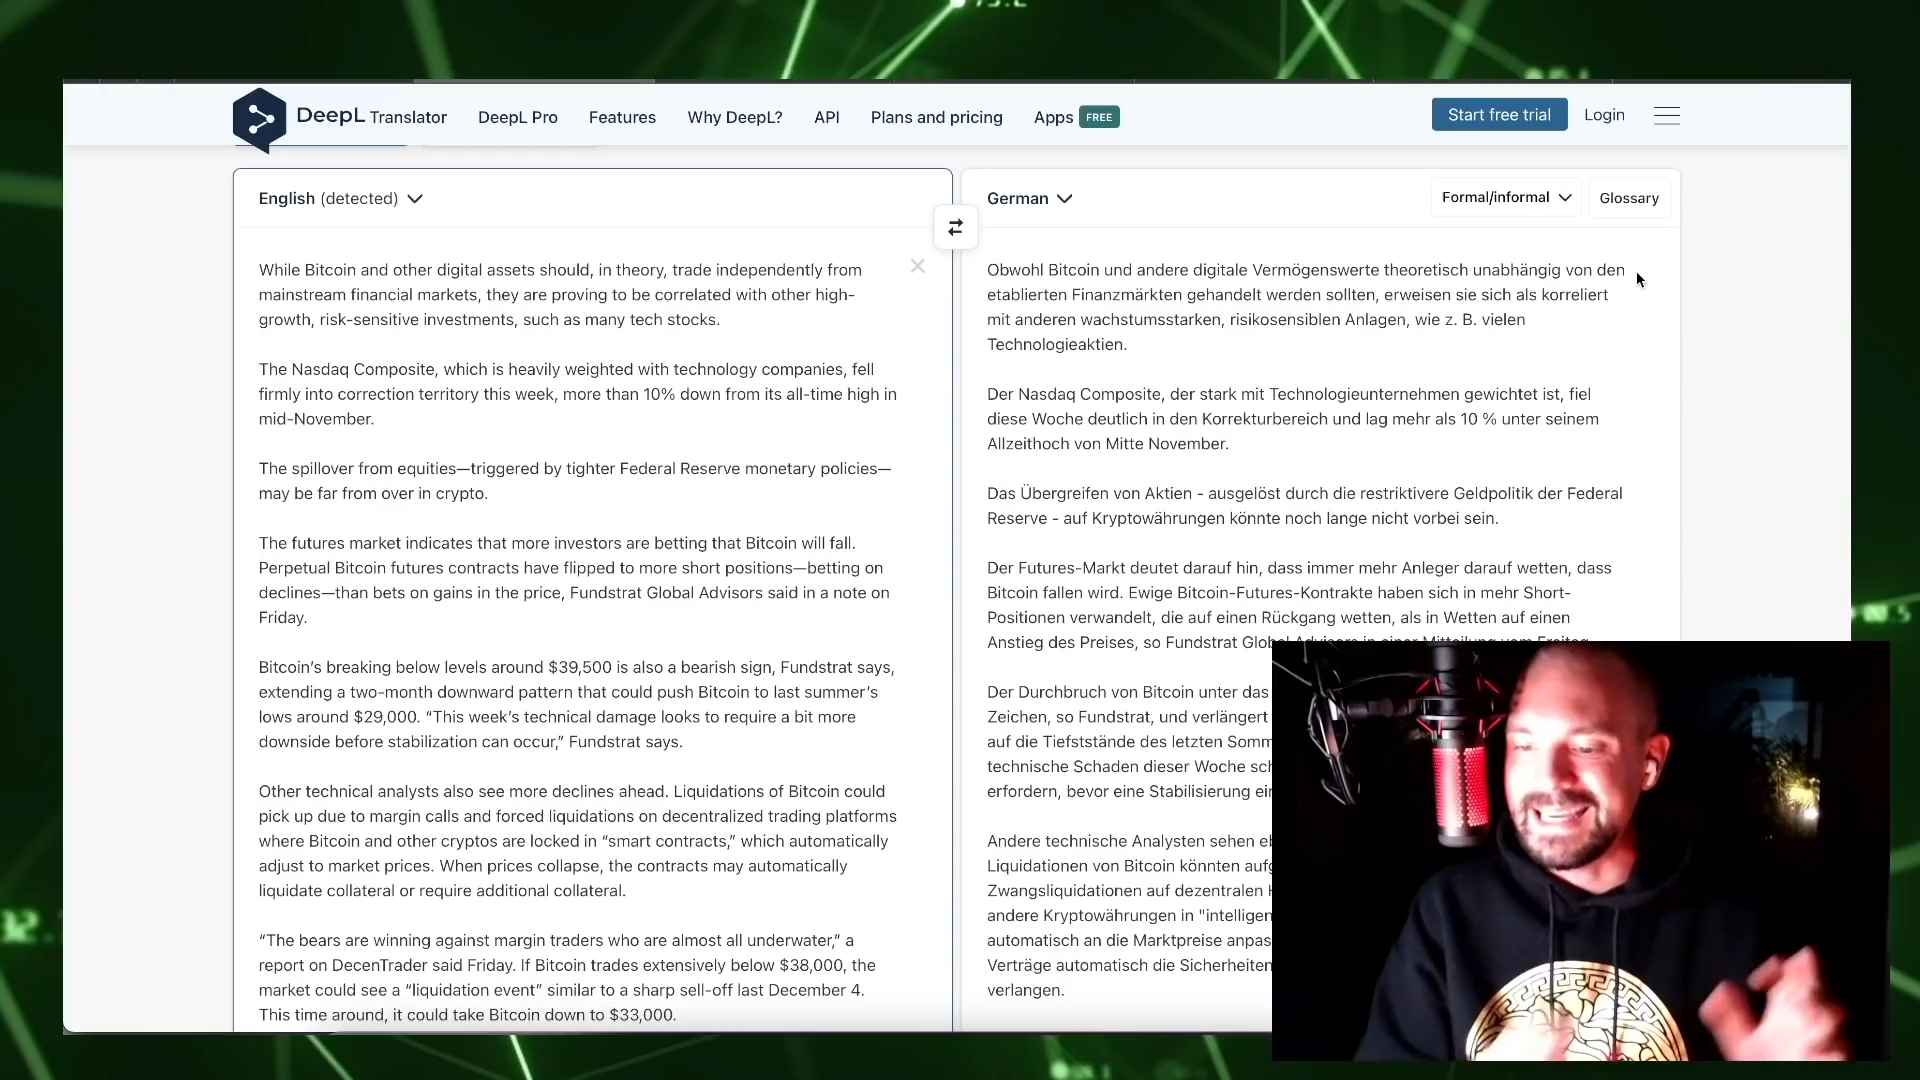 DeepL Translator
DeepL Pro
Features
Why DeepL?
API
Plans and pricing
Apps FREE
Start free trial
Login
English (detected)
While Bitcoin and other digital assets should, in theory, trade independently from
mainstream financial markets, they are proving to be correlated with other high-
growth, risk-sensitive investments, such as many tech stocks.
The Nasdaq Composite, which is heavily weighted with technology companies, fell
firmly into correction territory this week, more than 10% down from its all-time high in
mid-November.
The spillover from equities—triggered by tighter Federal Reserve monetary policies—
may be far from over in crypto.
The futures market indicates that more investors are betting that Bitcoin will fall.
Perpetual Bitcoin futures contracts have flipped to more short positions—betting on
declines—than bets on gains in the price, Fundstrat Global Advisors said in a note on
Friday.
Bitcoin’s breaking below levels around $39,500 is also a bearish sign, Fundstrat says,
extending a two-month downward pattern that could push Bitcoin to last summer’s
lows around $29,000. “This week’s technical damage looks to require a bit more
downside before stabilization can occur,” Fundstrat says.
Other technical analysts also see more declines ahead. Liquidations of Bitcoin could
pick up due to margin calls and forced liquidations on decentralized trading platforms
where Bitcoin and other cryptos are locked in “smart contracts,” which automatically
adjust to market prices. When prices collapse, the contracts may automatically
liquidate collateral or require additional collateral.
“The bears are winning against margin traders who are almost all underwater,” a
report on DecenTrader said Friday. If Bitcoin trades extensively below $38,000, the
market could see a “liquidation event” similar to a sharp sell-off last December 4.
This time around, it could take Bitcoin down to $33,000.
German
Formal/informal
Glossary
Obwohl Bitcoin und andere digitale Vermögenswerte theoretisch unabhängig von den
etablierten Finanzmärkten gehandelt werden sollten, erweisen sie sich als korreliert
mit anderen wachstumsstarken, risikosensiblen Anlagen, wie z. B. vielen
Technologieaktien.
Der Nasdaq Composite, der stark mit Technologieunternehmen gewichtet ist, fiel
diese Woche deutlich in den Korrekturbereich und lag mehr als 10 % unter seinem
Allzeithoch von Mitte November.
Das Übergreifen von Aktien - ausgelöst durch die restriktivere Geldpolitik der Federal
Reserve - auf Kryptowährungen könnte noch lange nicht vorbei sein.
Der Futures-Markt deutet darauf hin, dass immer mehr Anleger darauf wetten, dass
Bitcoin fallen wird. Ewige Bitcoin-Futures-Kontrakte haben sich in mehr Short-
Positionen verwandelt, die auf einen Rückgang wetten, als in Wetten auf einen
Anstieg des Preises, so Fundstrat Global Advisors in einer Mitteilung vom Freitag
Der Durchbruch von Bitcoin unter das
Zeichen, so Fundstrat, und verlängert
auf die Tiefststände des letzten Somm
technische Schaden dieser Woche sch
erfordern, bevor eine Stabilisierung ei
Andere technische Analysten sehen e
Liquidationen von Bitcoin könnten auf
Zwangsliquidationen auf dezentralen
andere Kryptowährungen in "intelligen
automatisch an die Marktpreise anpas
Verträge automatisch die Sicherheiten
verlangen.